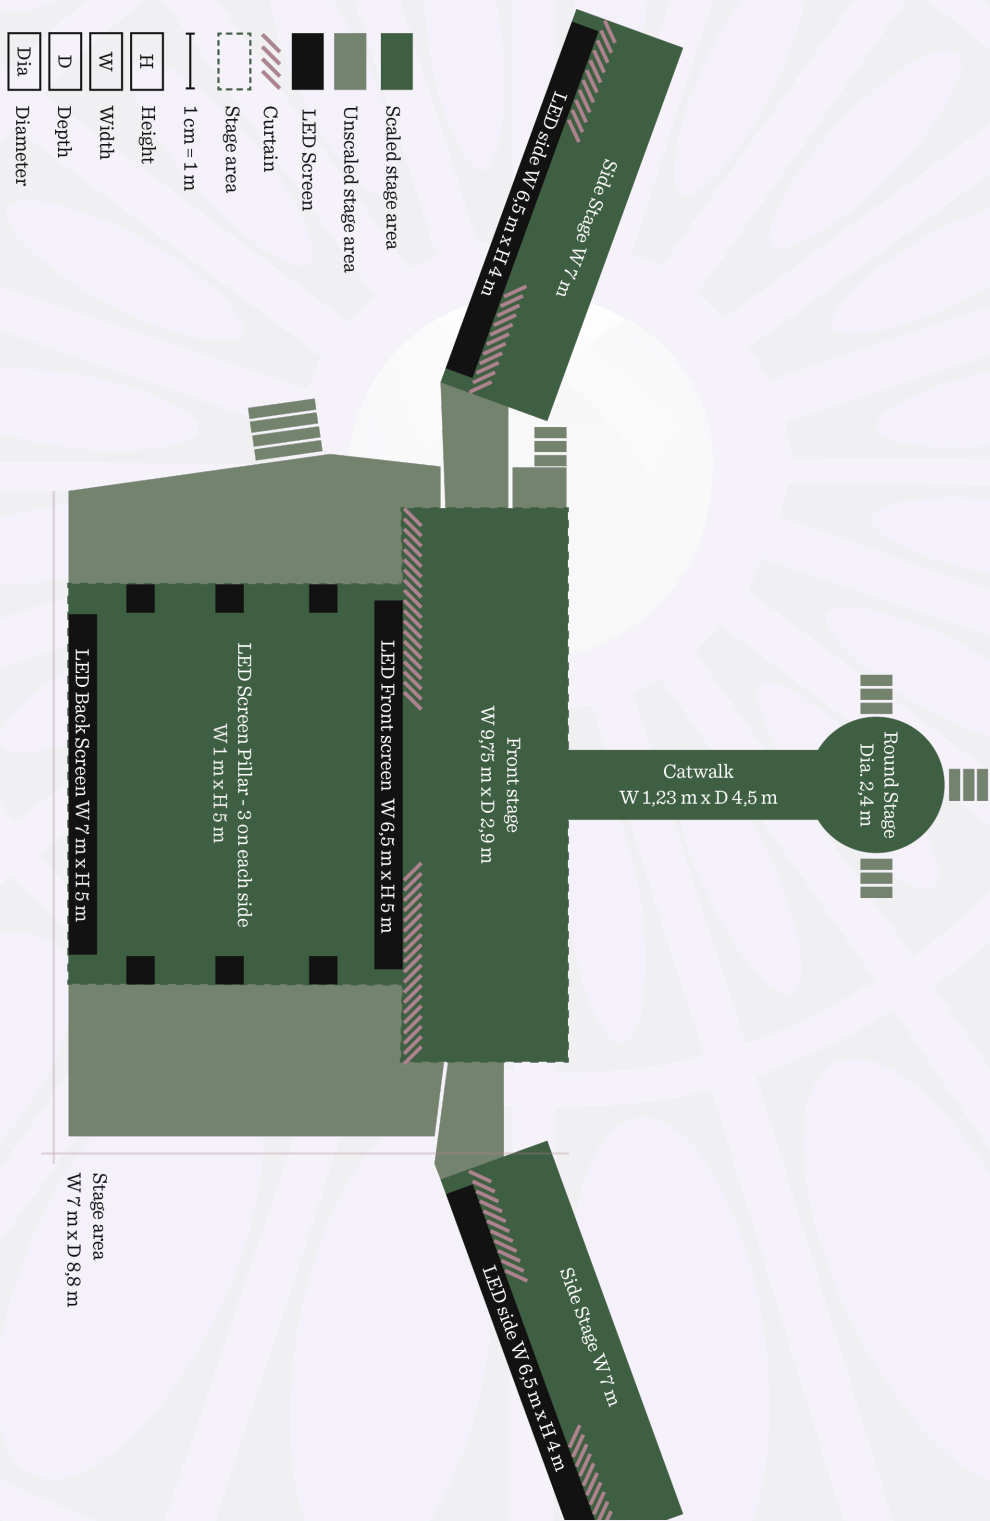 Scaled stage area
Unscaled stage area
LED Screen
Curtain
Stage area
1 cm = 1 m
H
Height
W
Width
D
Depth
Dia
Diameter
Round Stage
Dia. 2,4 m
Catwalk
W 1,23 m x D 4,5 m
Side Stage W 7 m
LED side W 6,5 m x H 4 m
Front stage
W 9,75 m x D 2,9 m
LED Front screen W 6,5 m x H 5 m
LED Screen Pillar - 3 on each side
W 1 m x H 5 m
LED Back Screen W 7 m x H 5 m
Side Stage W 7 m
LED side W 6,5 m x H 4 m
Stage area
W 7 m x D 8,8 m